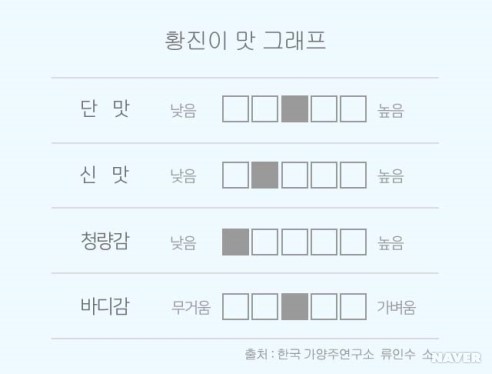 황진이 맛 그래프
단 맛 낮음 높음
신 맛 낮음 높음
청량감 낮음 높음
바디감 무거움 가벼움
출처 : 한국 가양주연구소 류인수 소
NAVER